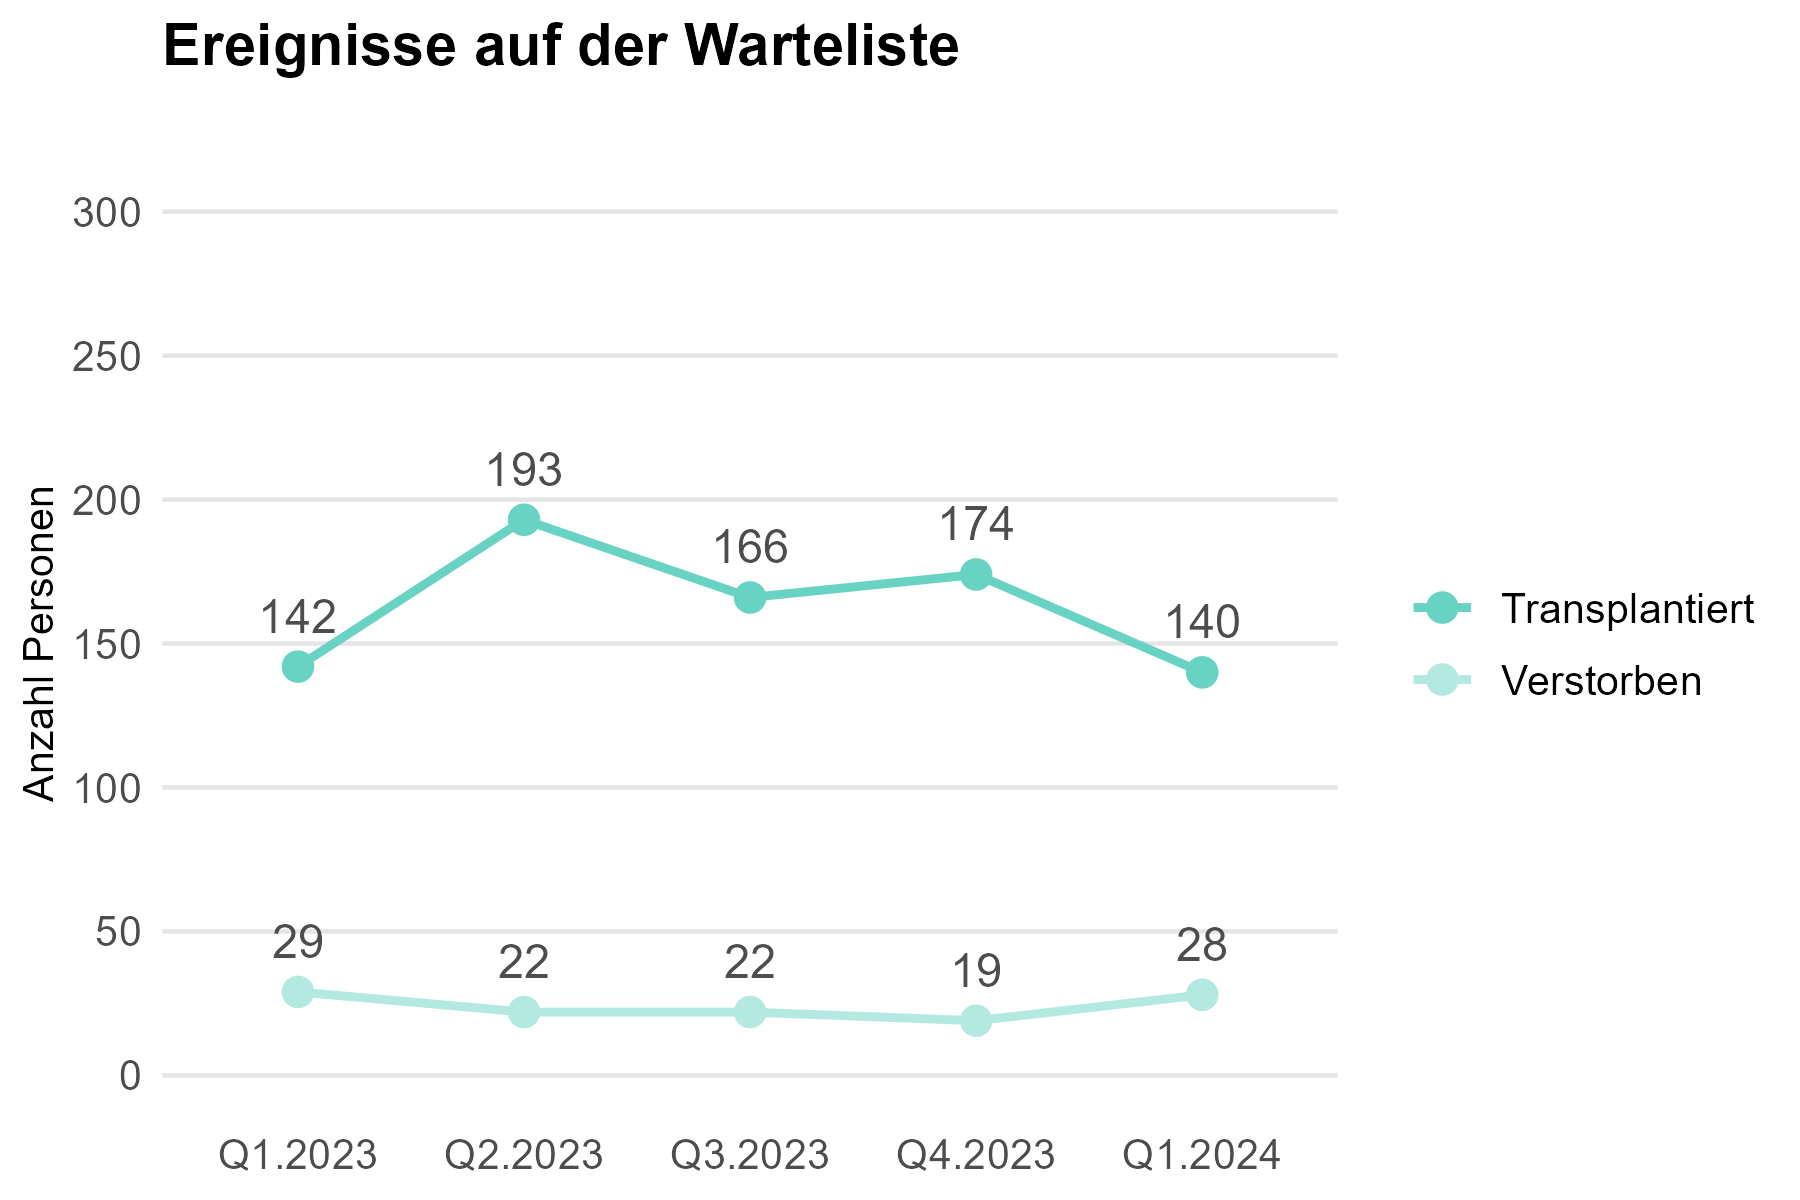 Ereignisse auf der Warteliste
Anzahl Personen
300
250
200
150
100
50
0
142
193
166
174
140
29
22
22
19
28
Q1.2023
Q2.2023
Q3.2023
Q4.2023
Q1.2024
Transplantiert
Verstorben